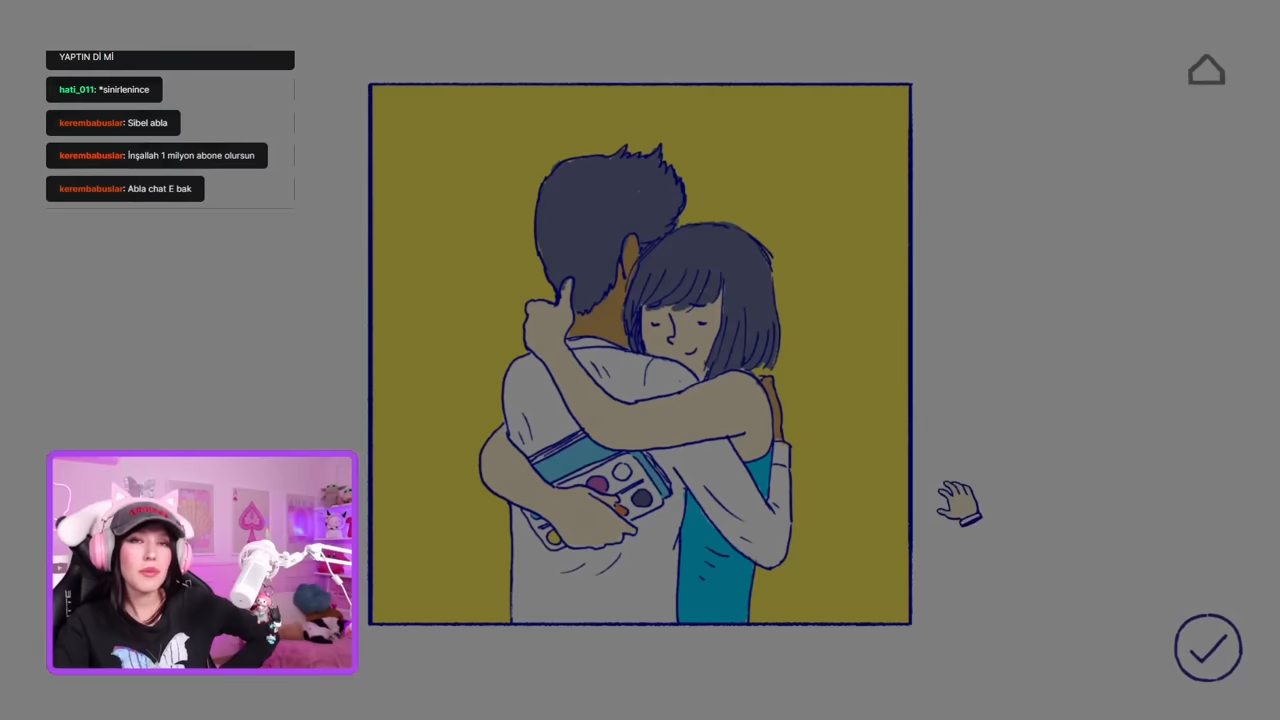 YAPTIN Dİ Mİ
hati_011: *sinirlenince
kerembabuslar: Sibel abla
kerembabuslar: İnşallah 1 milyon abone olursun
kerembabuslar: Abla chat E bak